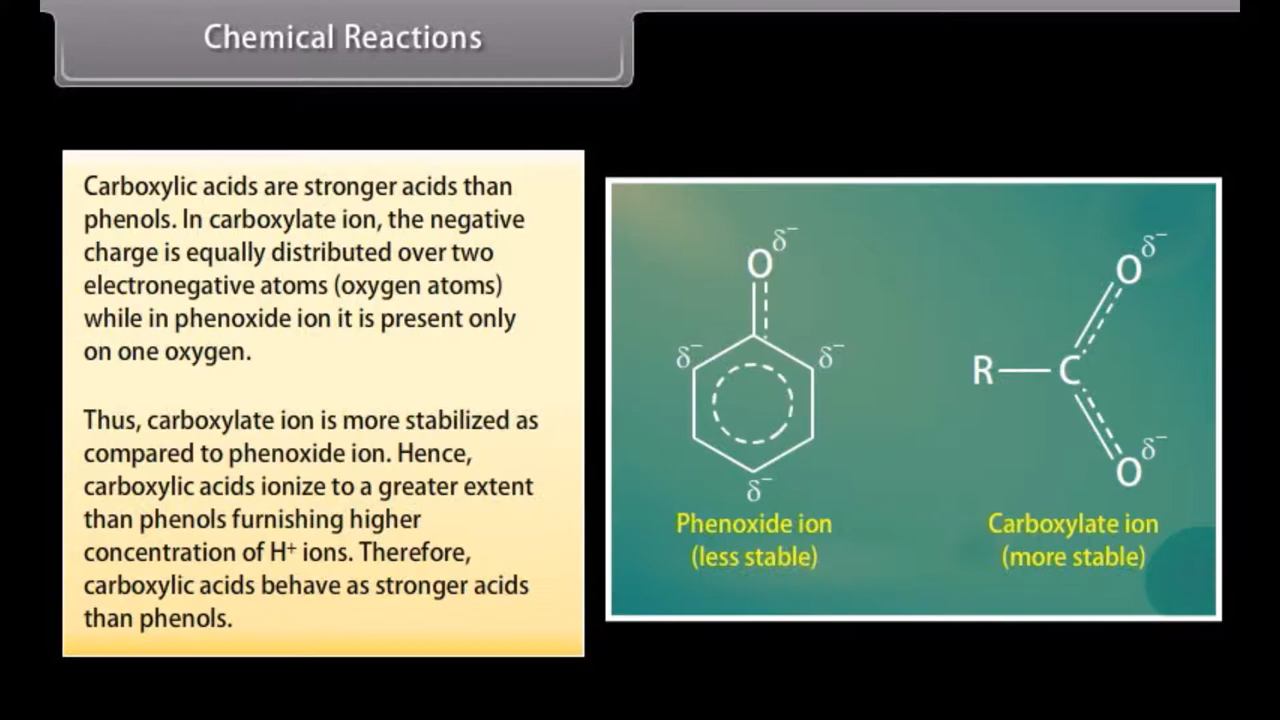 Chemical Reactions
Carboxylic acids are stronger acids than
phenols. In carboxylate ion, the negative
charge is equally distributed over two
electronegative atoms (oxygen atoms)
while in phenoxide ion it is present only
on one oxygen.
Thus, carboxylate ion is more stabilized as
compared to phenoxide ion. Hence,
carboxylic acids ionize to a greater extent
than phenols furnishing higher
concentration of H⁺ ions. Therefore,
carboxylic acids behave as stronger acids
than phenols.
O δ⁻
δ⁻ δ⁻
δ⁻
Phenoxide ion
(less stable)
O δ⁻
R—C
O δ⁻
Carboxylate ion
(more stable)